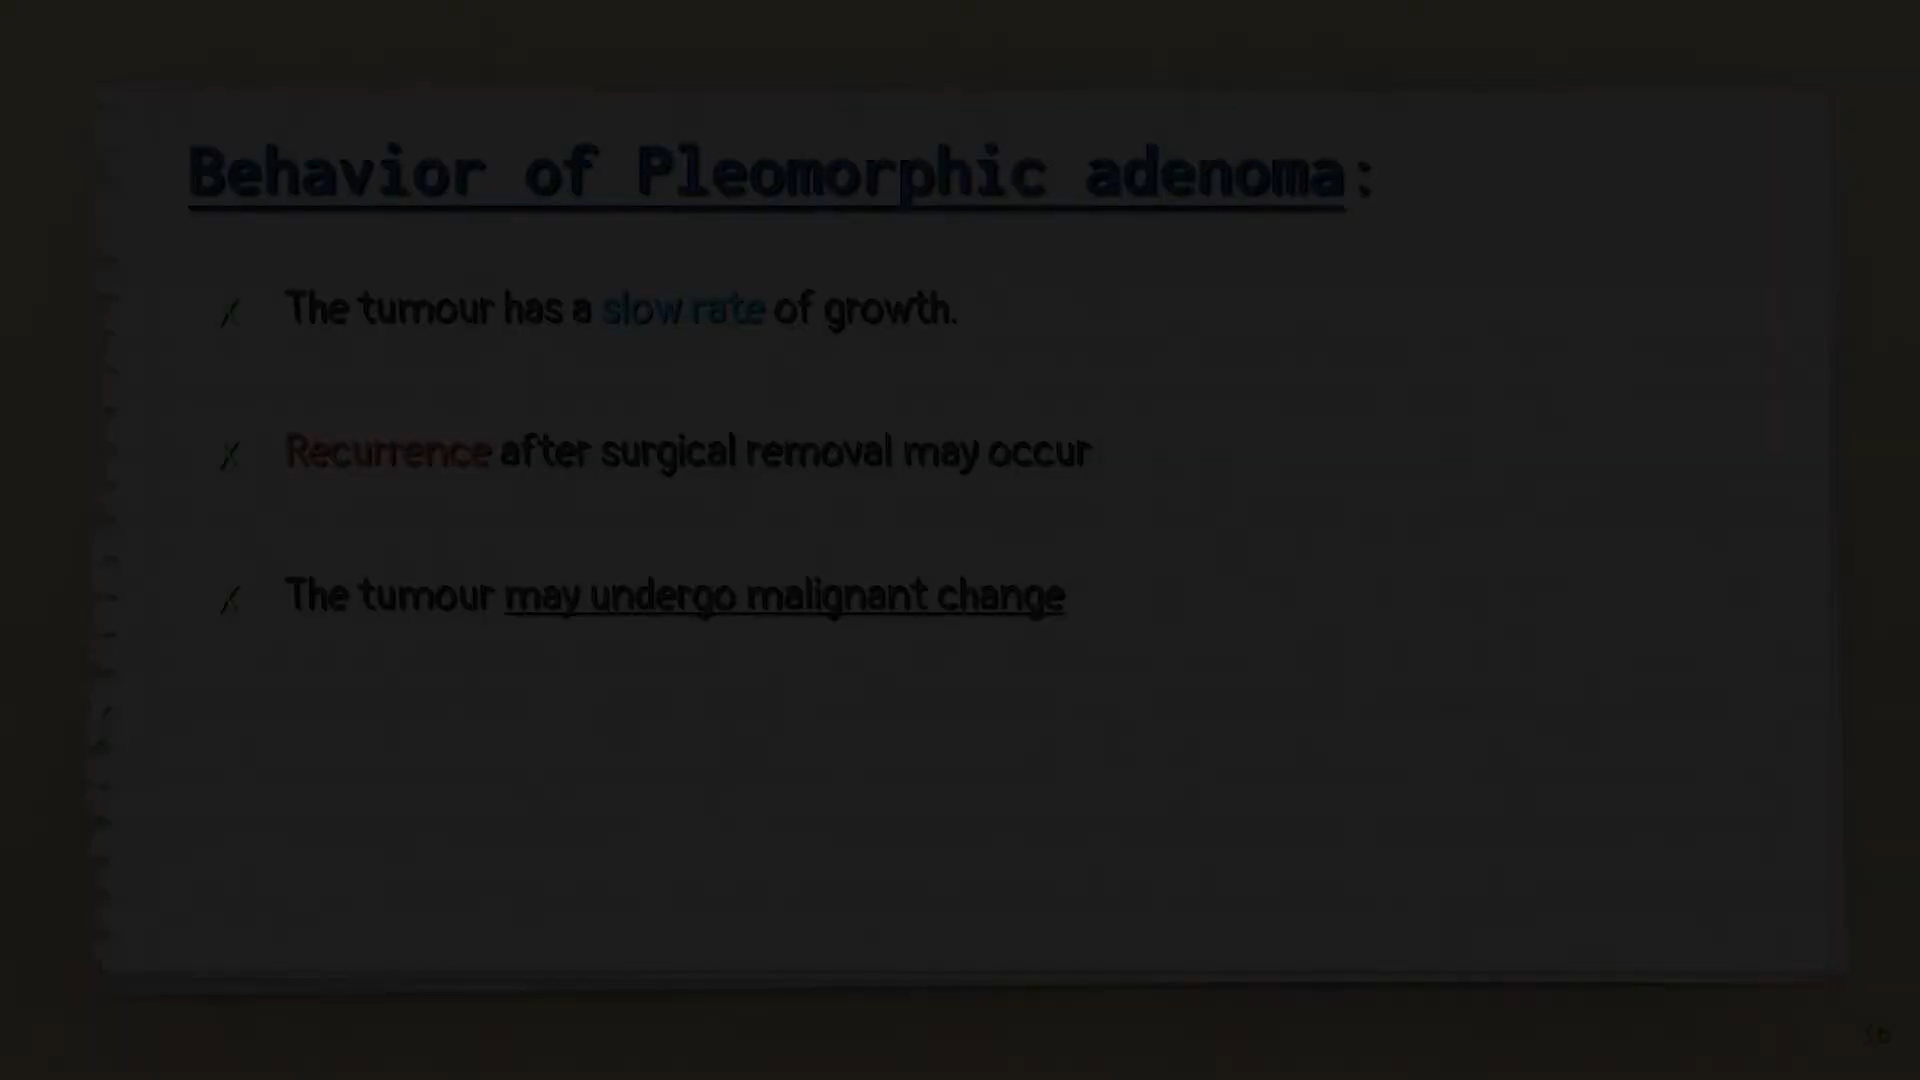 Behavior of Pleomorphic adenoma:
The tumour has a slow rate of growth.
Recurrence after surgical removal may occur
The tumour may undergo malignant change